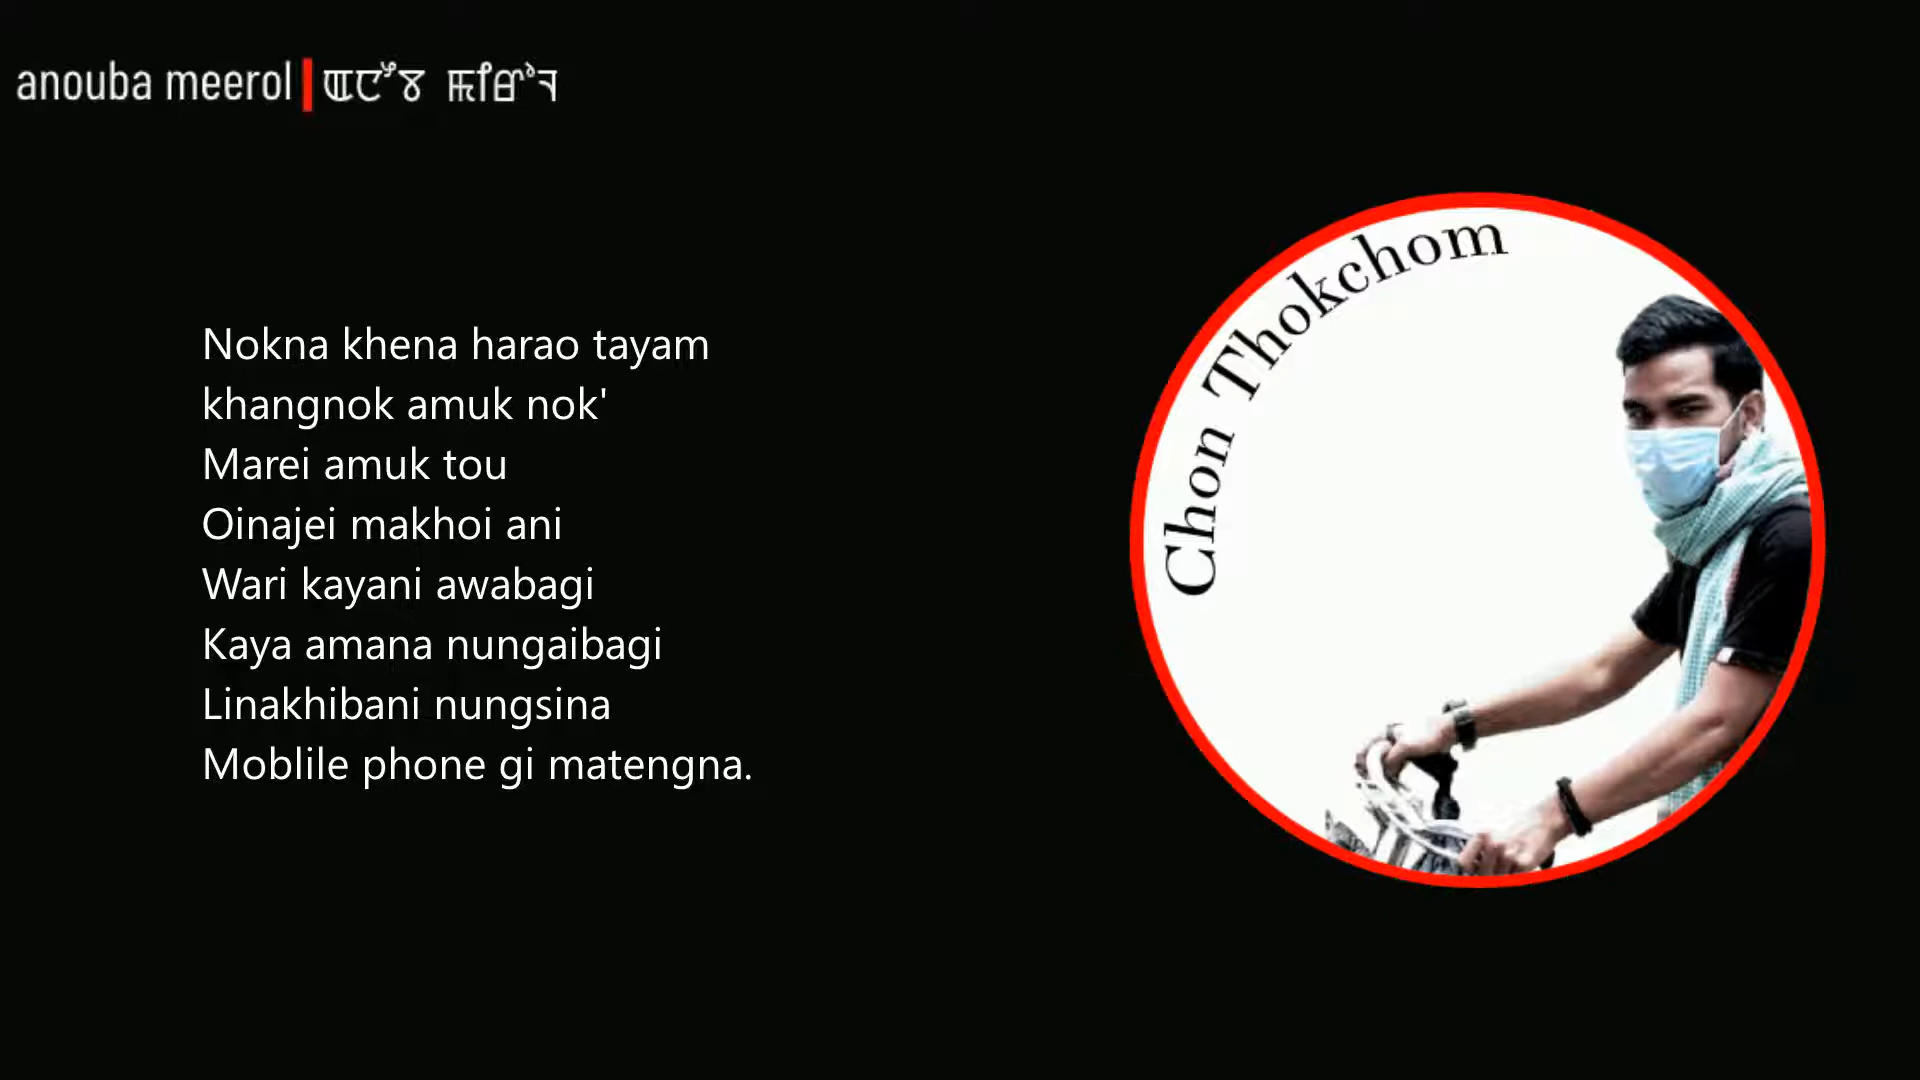 anouba meerol|ꯑꯅꯧꯕ ꯃꯤꯔꯣꯜ
Chon Thokchom
Nokna khena harao tayam
khangnok amuk nok'
Marei amuk tou
Oinajei makhoi ani
Wari kayani awabagi
Kaya amana nungaibagi
Linakhibani nungsina
Moblile phone gi matengna.